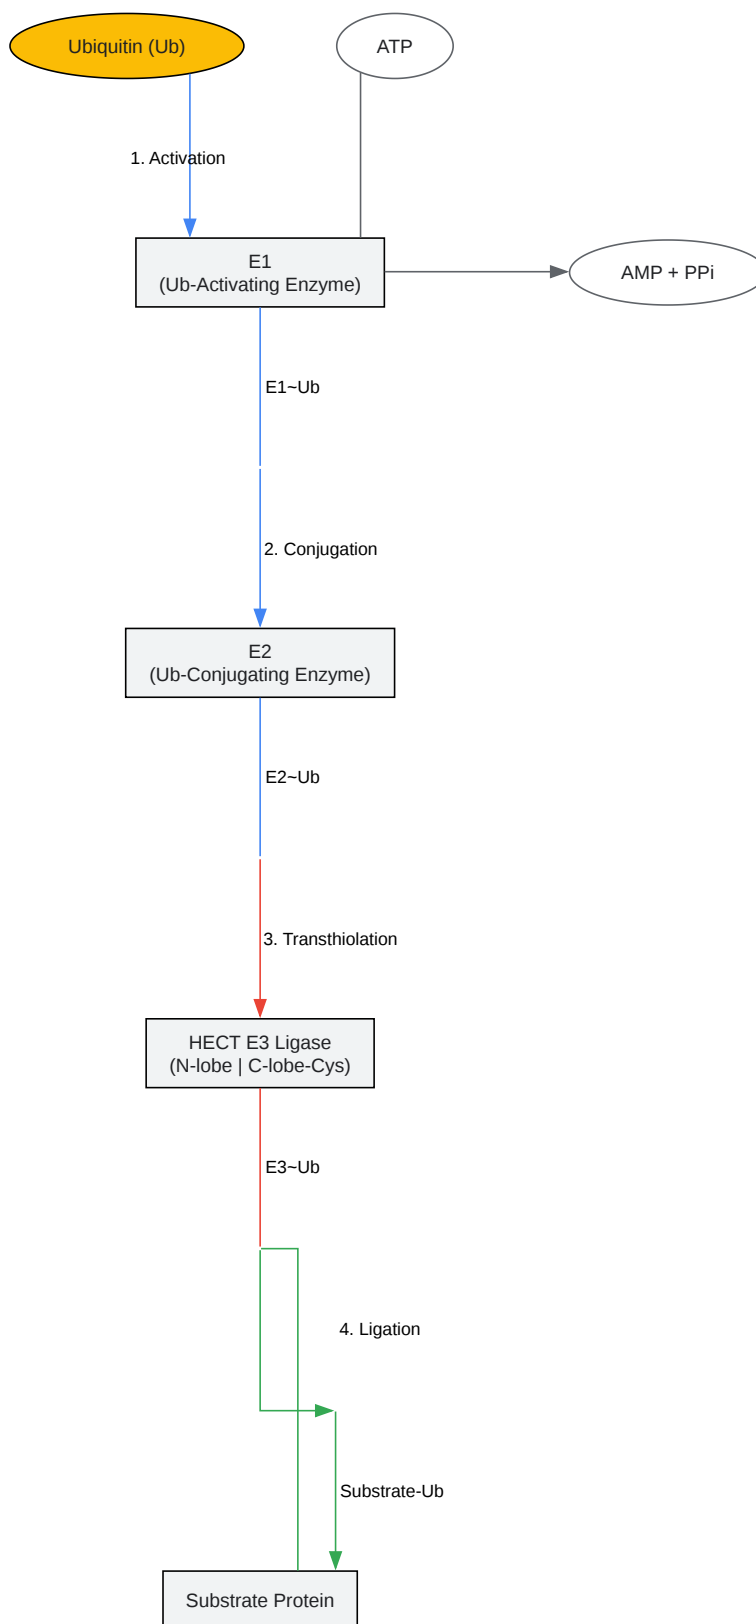 Ubiquitin (Ub)
ATP
1. Activation
E1
(Ub-Activating Enzyme)
AMP + PPi
E1~Ub
2. Conjugation
E2
(Ub-Conjugating Enzyme)
E2~Ub
3. Transthiolation
HECT E3 Ligase
(N-lobe | C-lobe-Cys)
E3~Ub
4. Ligation
Substrate-Ub
Substrate Protein